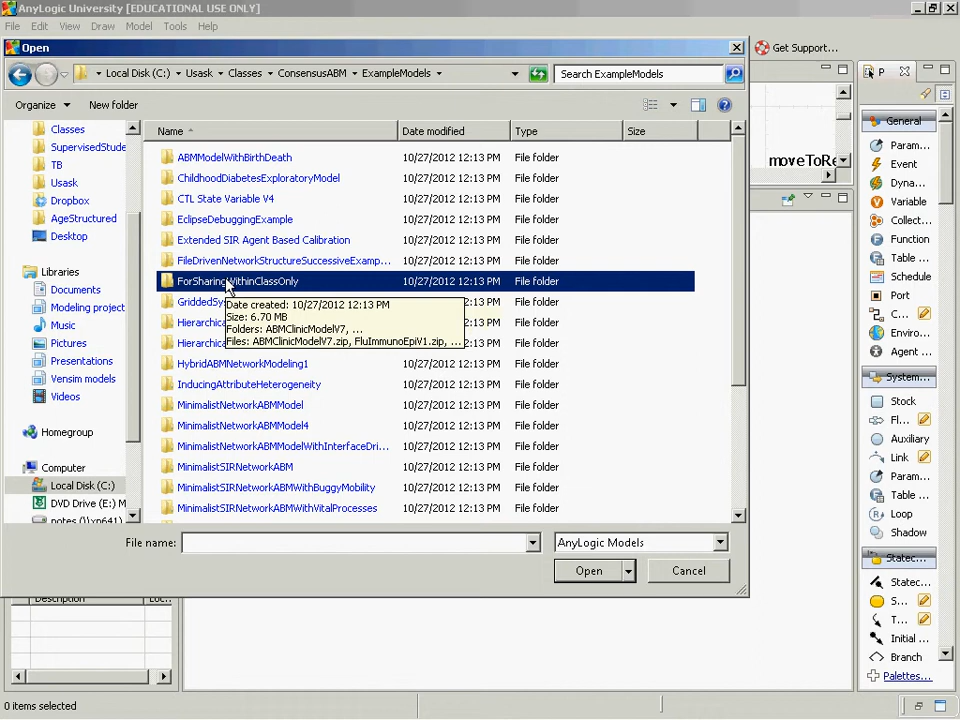 AnyLogic University [EDUCATIONAL USE ONLY]
File Edit View Draw Model Tools Help
Open
Get Support...
Local Disk (C:) Usask Classes ConsensusABM ExampleModels
Search ExampleModels
P
Organize New folder
Name Date modified Type Size
Classes
SupervisedStude
TB
Usask
Dropbox
AgeStructured
Desktop
Libraries
Documents
Modeling project
Music
Pictures
Presentations
Vensim models
Videos
Homegroup
Computer
Local Disk (C:)
DVD Drive (E:) M
notes (\\xp641)
ABMModelWithBirthDeath 10/27/2012 12:13 PM File folder
ChildhoodDiabetesExploratoryModel 10/27/2012 12:13 PM File folder
CTL State Variable V4 10/27/2012 12:13 PM File folder
EclipseDebuggingExample 10/27/2012 12:13 PM File folder
Extended SIR Agent Based Calibration 10/27/2012 12:13 PM File folder
FileDrivenNetworkStructureSuccessiveExamp... 10/27/2012 12:13 PM File folder
ForSharingWithinClassOnly 10/27/2012 12:13 PM File folder
GriddedSy 10/27/2012 12:13 PM File folder
Hierarchica 10/27/2012 12:13 PM File folder
Hierarchica 10/27/2012 12:13 PM File folder
HybridABMNetworkModeling1 10/27/2012 12:13 PM File folder
InducingAttributeHeterogeneity 10/27/2012 12:13 PM File folder
MinimalistNetworkABMModel 10/27/2012 12:13 PM File folder
MinimalistNetworkABMModel4 10/27/2012 12:13 PM File folder
MinimalistNetworkABMModelWithInterfaceDri... 10/27/2012 12:13 PM File folder
MinimalistSIRNetworkABM 10/27/2012 12:13 PM File folder
MinimalistSIRNetworkABMWithBuggyMobility 10/27/2012 12:13 PM File folder
MinimalistSIRNetworkABMWithVitalProcesses 10/27/2012 12:13 PM File folder
Date created: 10/27/2012 12:13 PM
Size: 6.70 MB
Folders: ABMClinicModelV7, ...
Files: ABMClinicModelV7.zip, FluImmunoEpiV1.zip, ...
File name: AnyLogic Models
Open Cancel
moveToRe
General
Param...
Event
Dyna...
Variable
Collect...
Function
Table ...
Schedule
Port
C...
Enviro...
Agent ...
System...
Stock
Fl...
Auxiliary
Link
Param...
Table ...
Loop
Shadow
Statec...
Statec...
S...
T...
Initial ...
Branch
Palettes...
Description Loc...
0 items selected